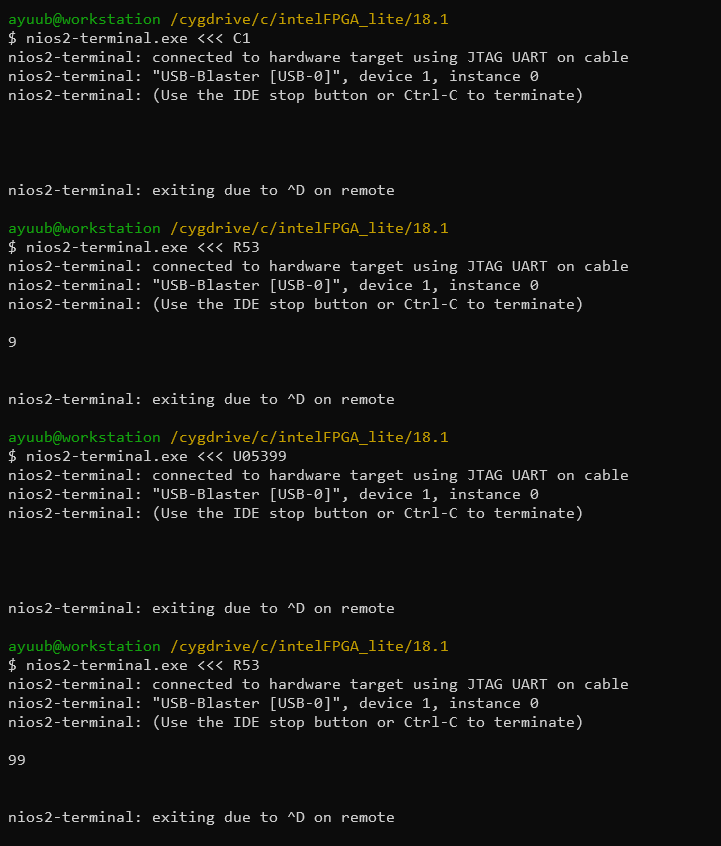 ayuub@workstation /cygdrive/c/intelFPGA_lite/18.1
$ nios2-terminal.exe <<< C1
nios2-terminal: connected to hardware target using JTAG UART on cable
nios2-terminal: "USB-Blaster [USB-0]", device 1, instance 0
nios2-terminal: (Use the IDE stop button or Ctrl-C to terminate)
nios2-terminal: exiting due to ^D on remote
ayuub@workstation /cygdrive/c/intelFPGA_lite/18.1
$ nios2-terminal.exe <<< R53
nios2-terminal: connected to hardware target using JTAG UART on cable
nios2-terminal: "USB-Blaster [USB-0]", device 1, instance 0
nios2-terminal: (Use the IDE stop button or Ctrl-C to terminate)
9
nios2-terminal: exiting due to ^D on remote
ayuub@workstation /cygdrive/c/intelFPGA_lite/18.1
$ nios2-terminal.exe <<< U05399
nios2-terminal: connected to hardware target using JTAG UART on cable
nios2-terminal: "USB-Blaster [USB-0]", device 1, instance 0
nios2-terminal: (Use the IDE stop button or Ctrl-C to terminate)
nios2-terminal: exiting due to ^D on remote
ayuub@workstation /cygdrive/c/intelFPGA_lite/18.1
$ nios2-terminal.exe <<< R53
nios2-terminal: connected to hardware target using JTAG UART on cable
nios2-terminal: "USB-Blaster [USB-0]", device 1, instance 0
nios2-terminal: (Use the IDE stop button or Ctrl-C to terminate)
99
nios2-terminal: exiting due to ^D on remote